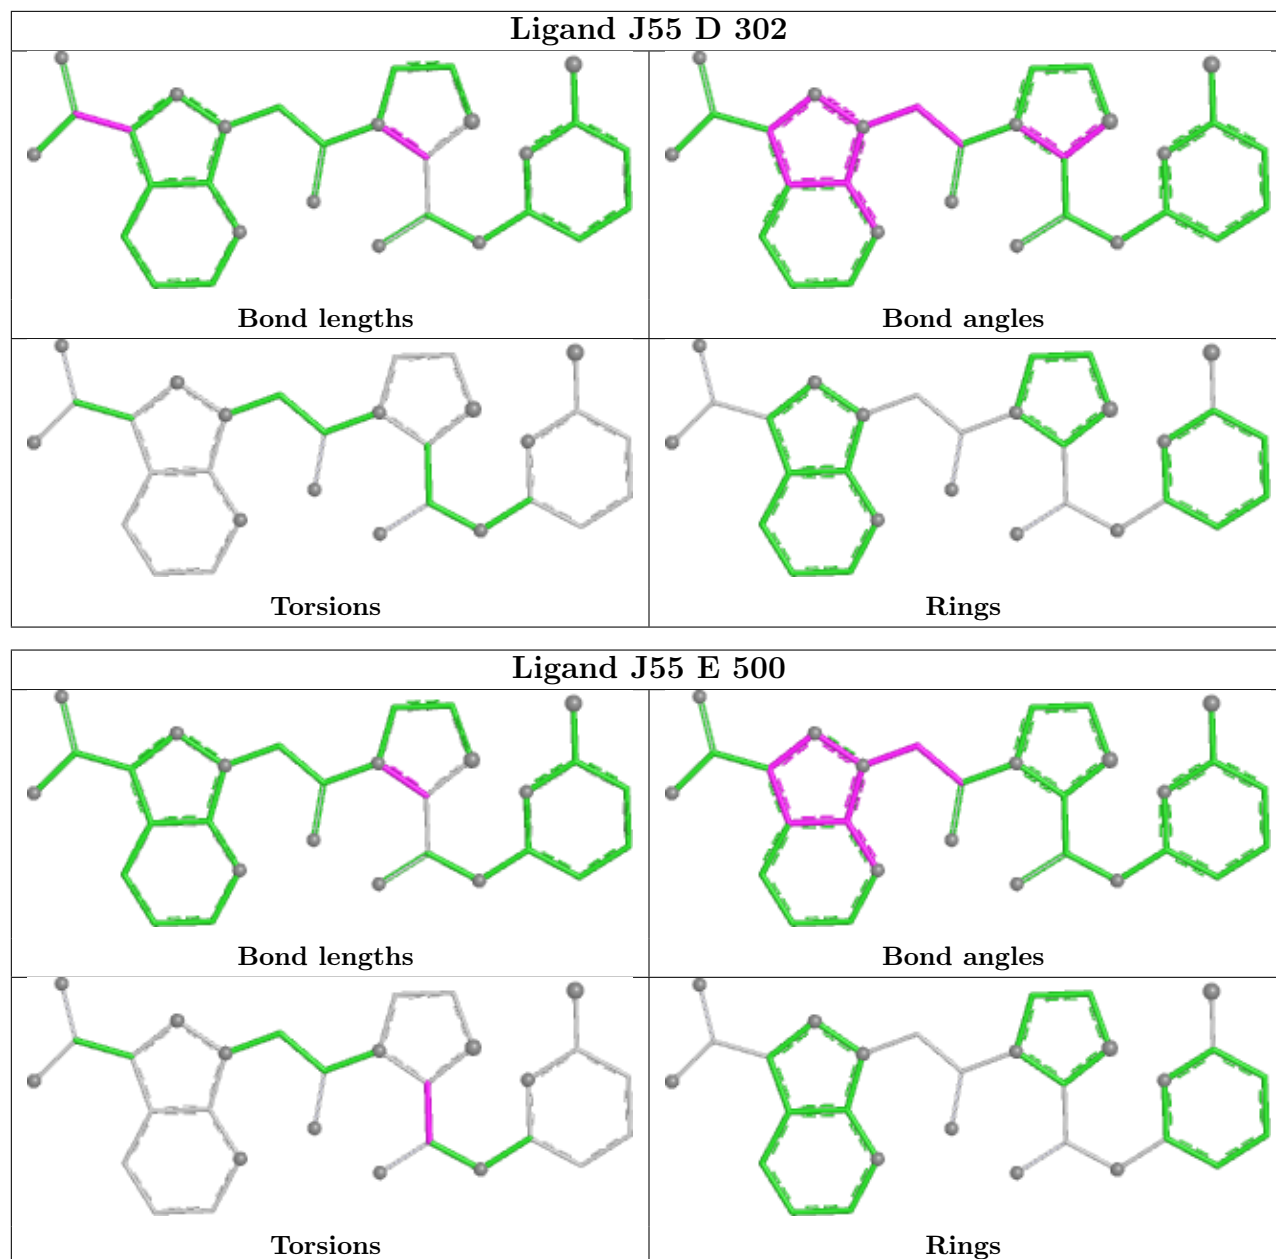 Ligand J55 D 302
Bond lengths
Bond angles
Torsions
Rings
Ligand J55 E 500
Bond lengths
Bond angles
Torsions
Rings